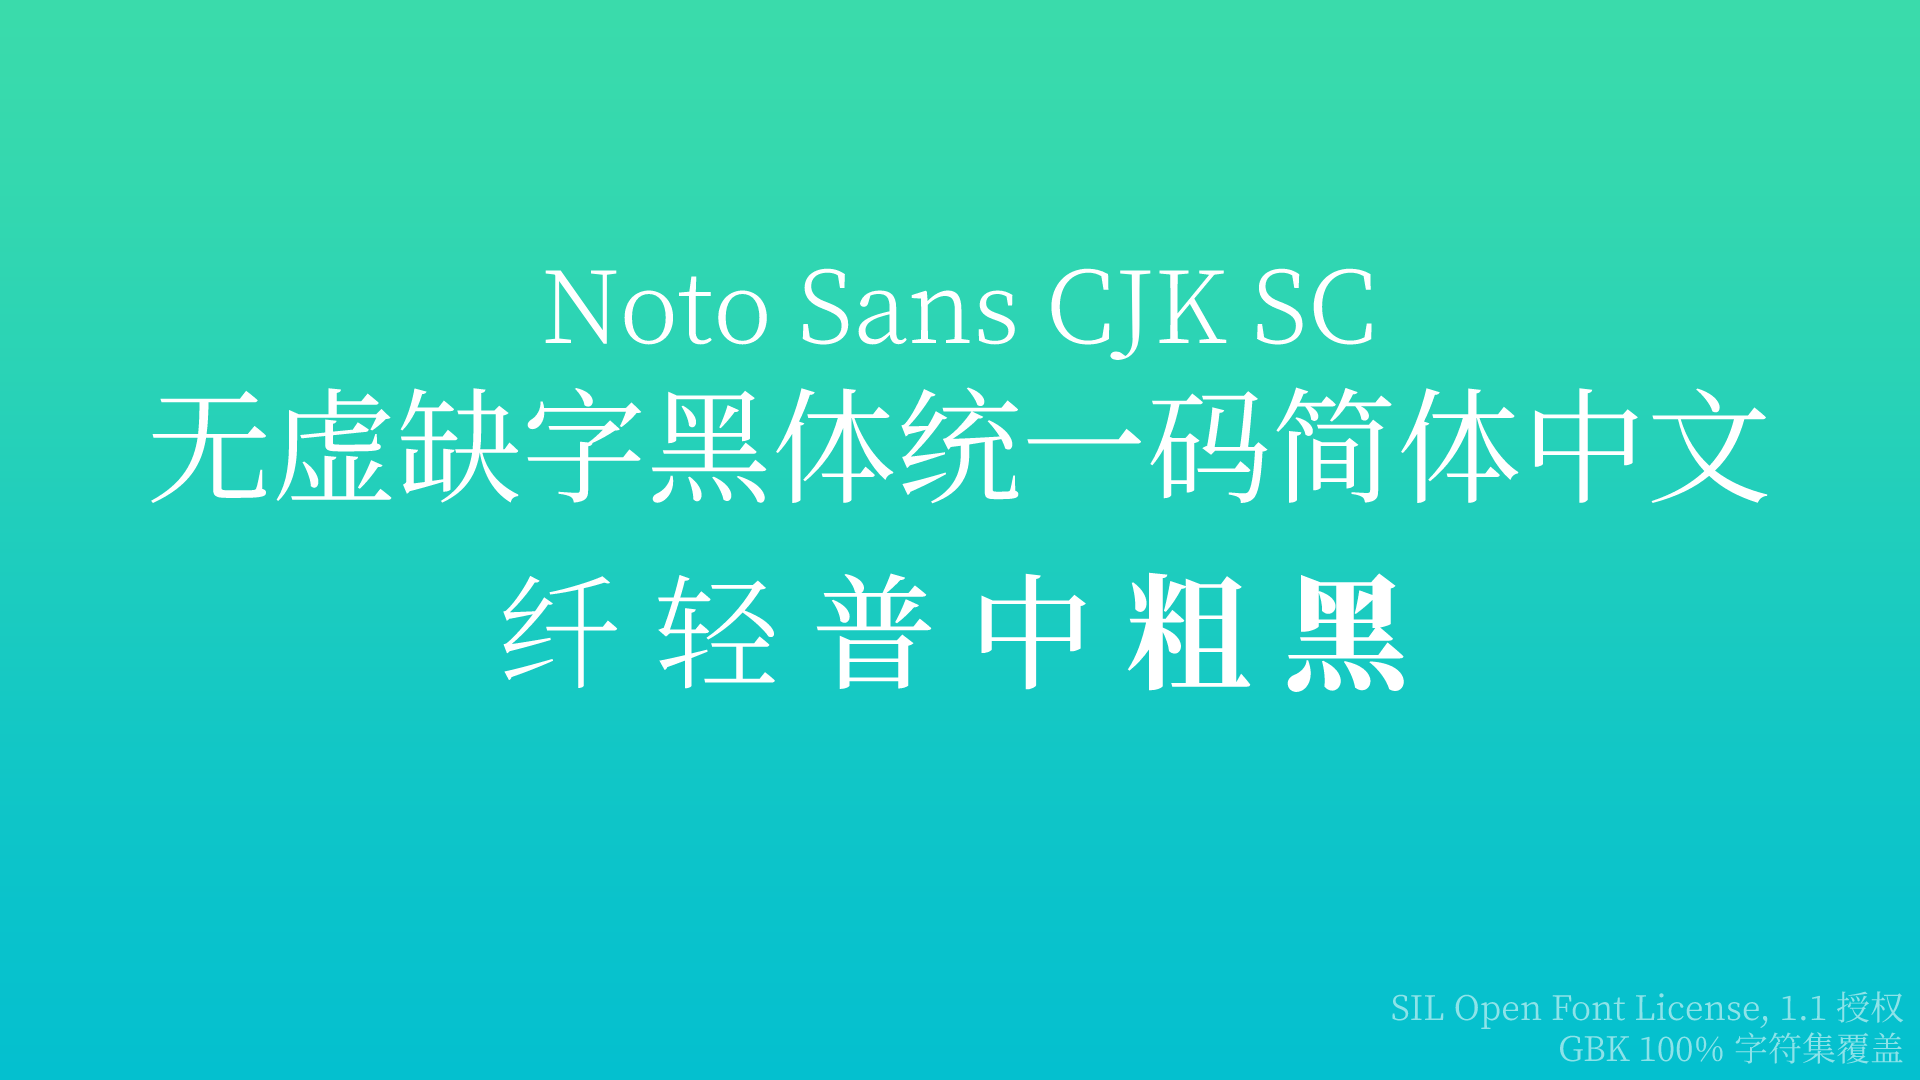 Noto Sans CJK SC
无虚缺字黑体统一码简体中文
纤 轻 普 中 粗 黑
SIL Open Font License, 1.1 授权
GBK 100% 字符集覆盖